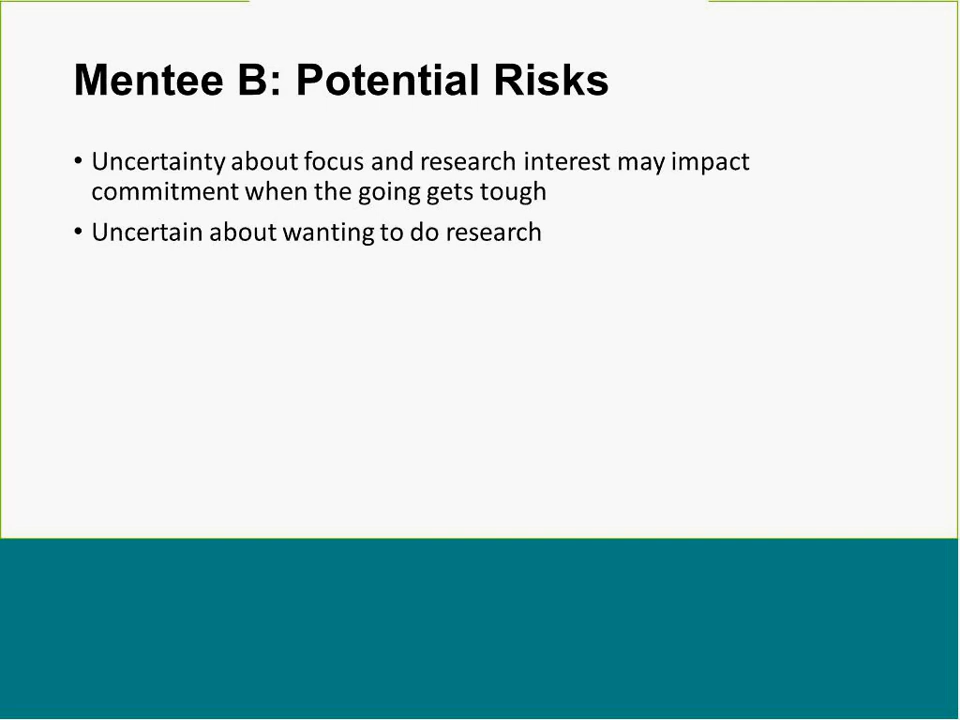 Mentee B: Potential Risks
• Uncertainty about focus and research interest may impact
commitment when the going gets tough
• Uncertain about wanting to do research